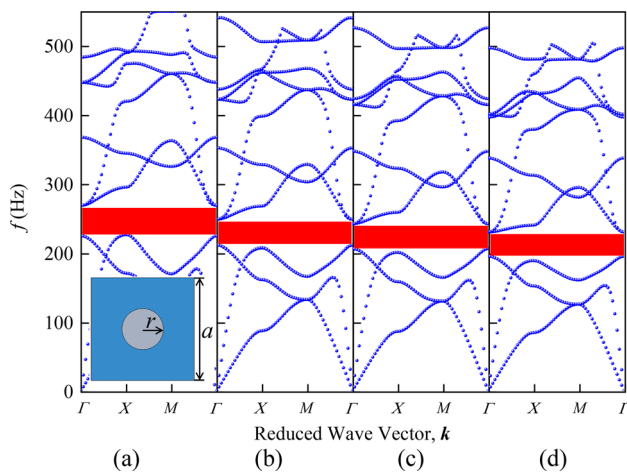 500
400
300
200
100
0
f (Hz)
r
a
Γ X M Γ X M Γ X M Γ X M Γ
Reduced Wave Vector, k
(a) (b) (c) (d)